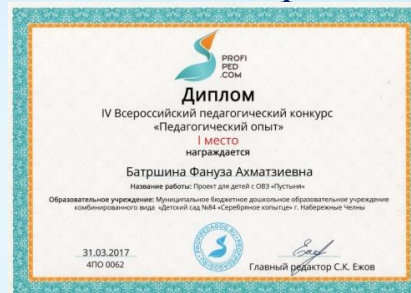 PROFI
PED
.COM
Диплом
IV Всероссийский педагогический конкурс
«Педагогический опыт»
I место
награждается
Батршина Фануза Ахматзиевна
Название работы: Проект для детей с ОВЗ «Пустыня»
Образовательное учреждение: Муниципальное бюджетное дошкольное образовательное учреждение
комбинированного вида «Детский сад №84 «Серебряное копытце» г. Набережные Челны
31.03.2017
4ПО 0062
Главный редактор С.К. Ежов